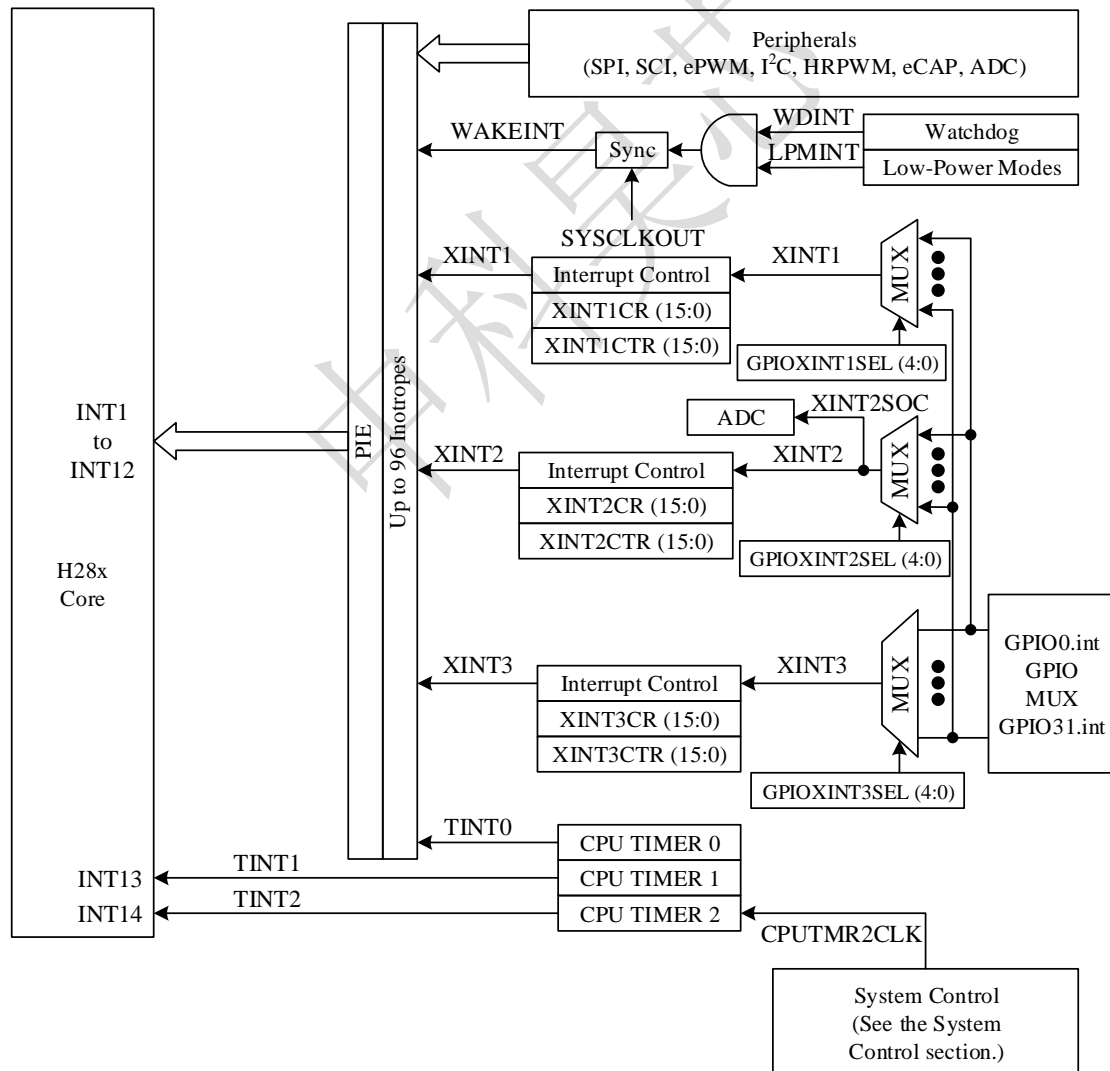 Peripherals
(SPI, SCI, ePWM, I²C, HRPWM, eCAP, ADC)
WDINT
Watchdog
WAKEINT
Sync
LPMINT
Low-Power Modes
SYSCLKOUT
XINT1
Interrupt Control
XINT1
MUX
XINT1CR (15:0)
XINT1CTR (15:0)
GPIOXINT1SEL (4:0)
INT1
to
INT12
PIE
Up to 96 Inotropes
ADC
XINT2SOC
XINT2
Interrupt Control
XINT2
MUX
XINT2CR (15:0)
XINT2CTR (15:0)
GPIOXINT2SEL (4:0)
H28x
Core
GPIO0.int
GPIO
MUX
GPIO31.int
XINT3
Interrupt Control
XINT3
MUX
XINT3CR (15:0)
XINT3CTR (15:0)
GPIOXINT3SEL (4:0)
TINT0
CPU TIMER 0
INT13
TINT1
CPU TIMER 1
INT14
TINT2
CPU TIMER 2
CPUTMR2CLK
System Control
(See the System
Control section.)
中科昊芯